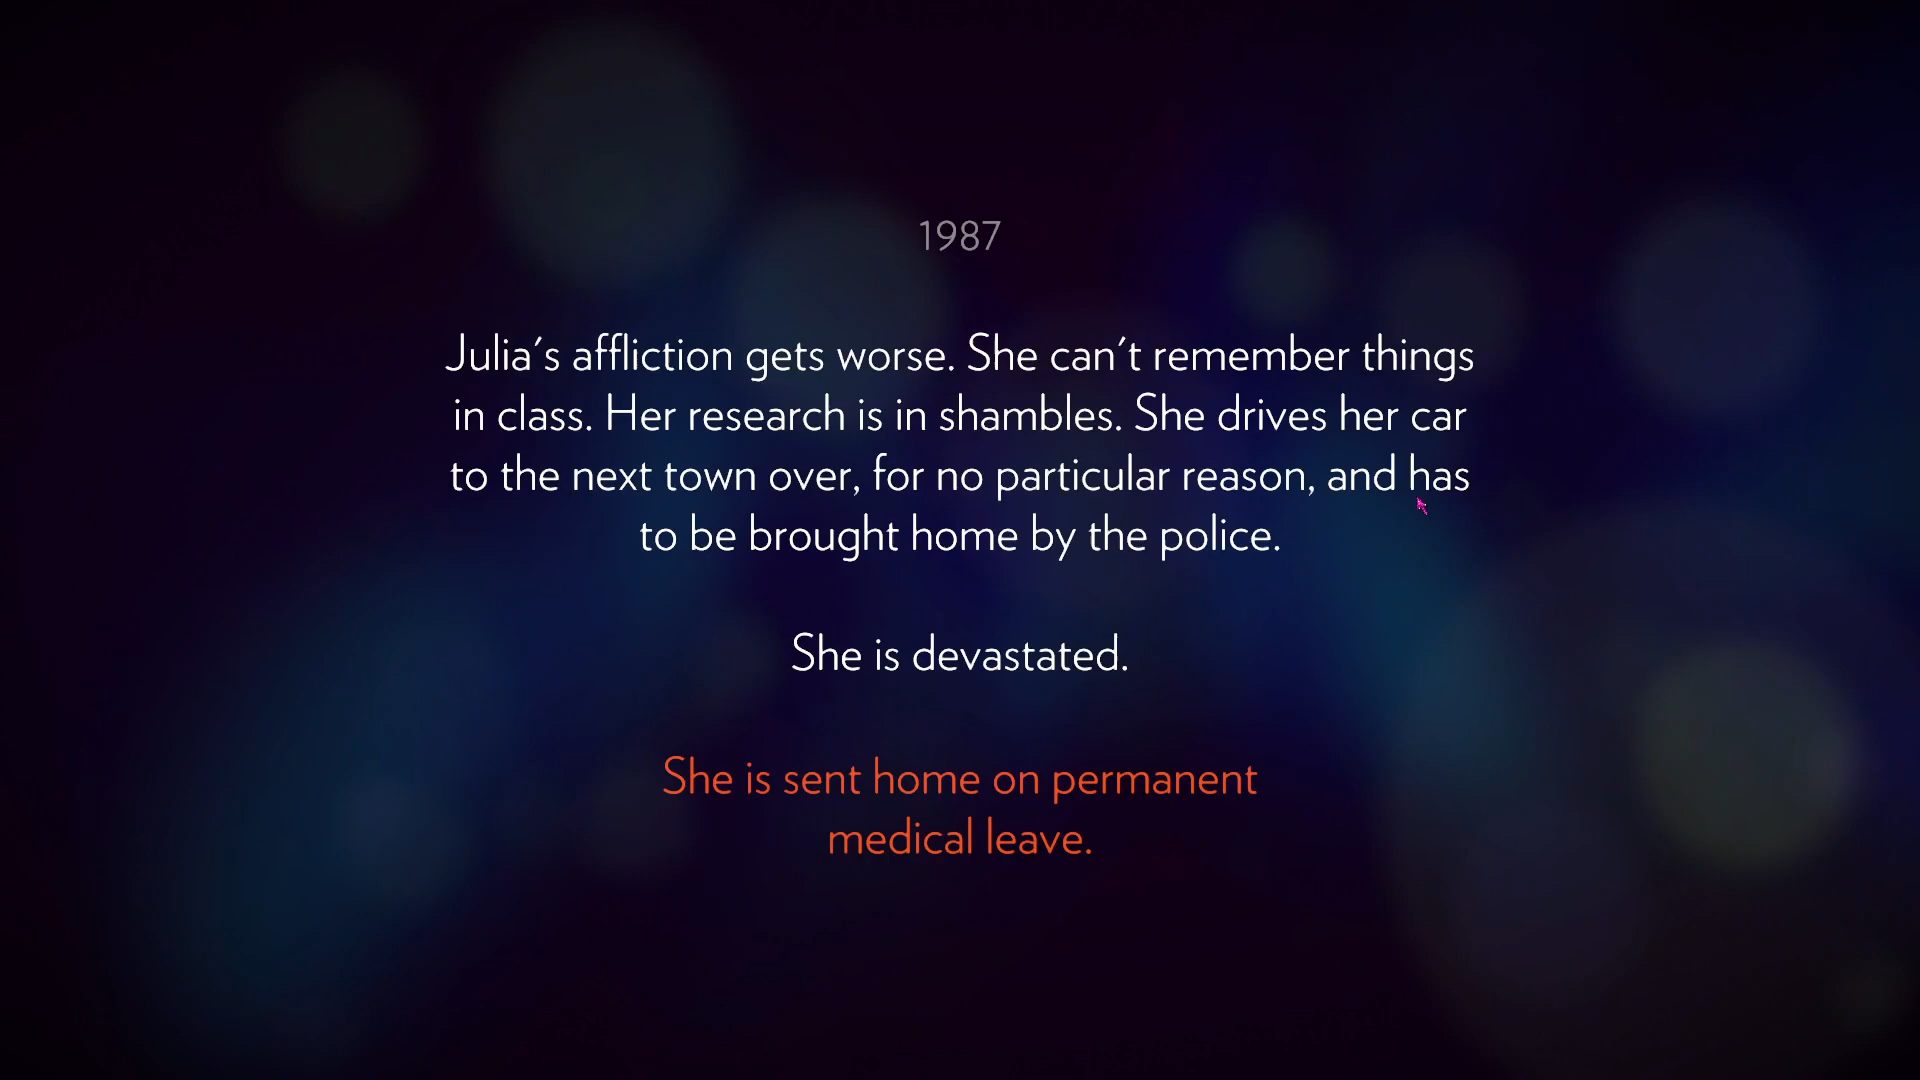 1987
Julia's affliction gets worse. She can't remember things
in class. Her research is in shambles. She drives her car
to the next town over, for no particular reason, and has
to be brought home by the police.
She is devastated.
She is sent home on permanent
medical leave.